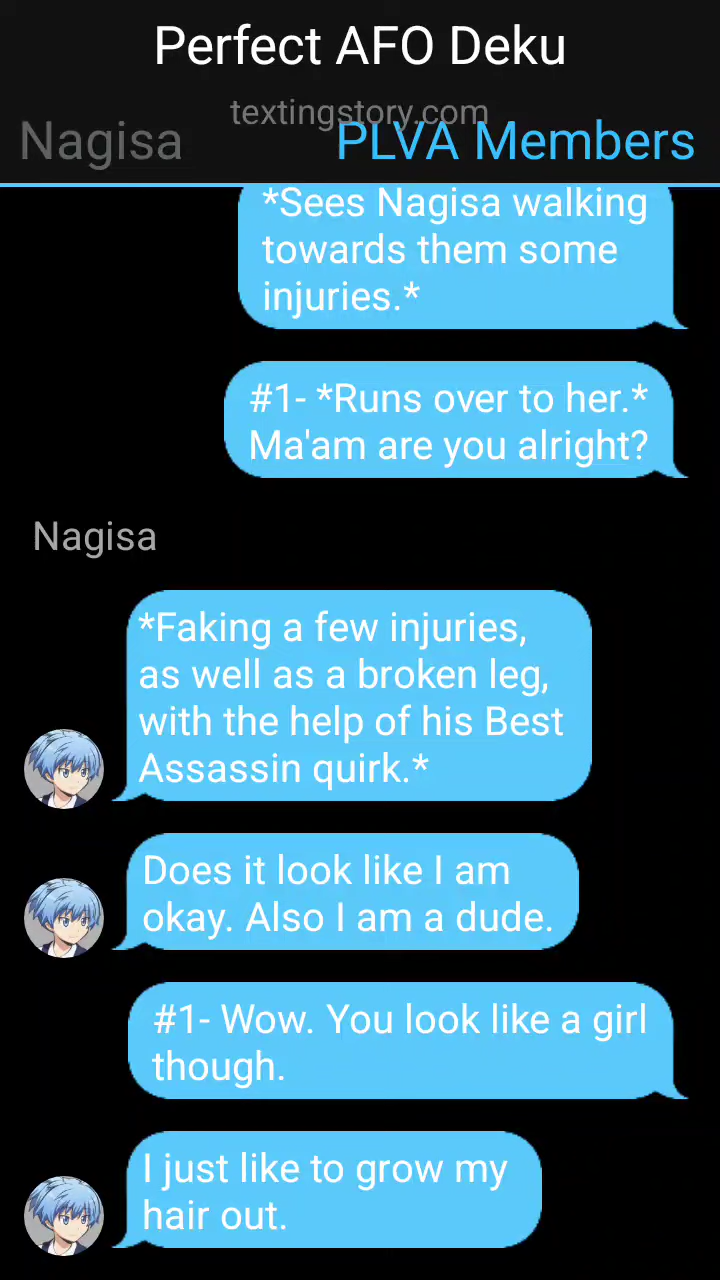 Perfect AFO Deku
textingstory.com
Nagisa
PLVA Members
*Sees Nagisa walking
towards them some
injuries.*
#1- *Runs over to her.*
Ma'am are you alright?
Nagisa
*Faking a few injuries,
as well as a broken leg,
with the help of his Best
Assassin quirk.*
Does it look like I am
okay. Also I am a dude.
#1- Wow. You look like a girl
though.
I just like to grow my
hair out.